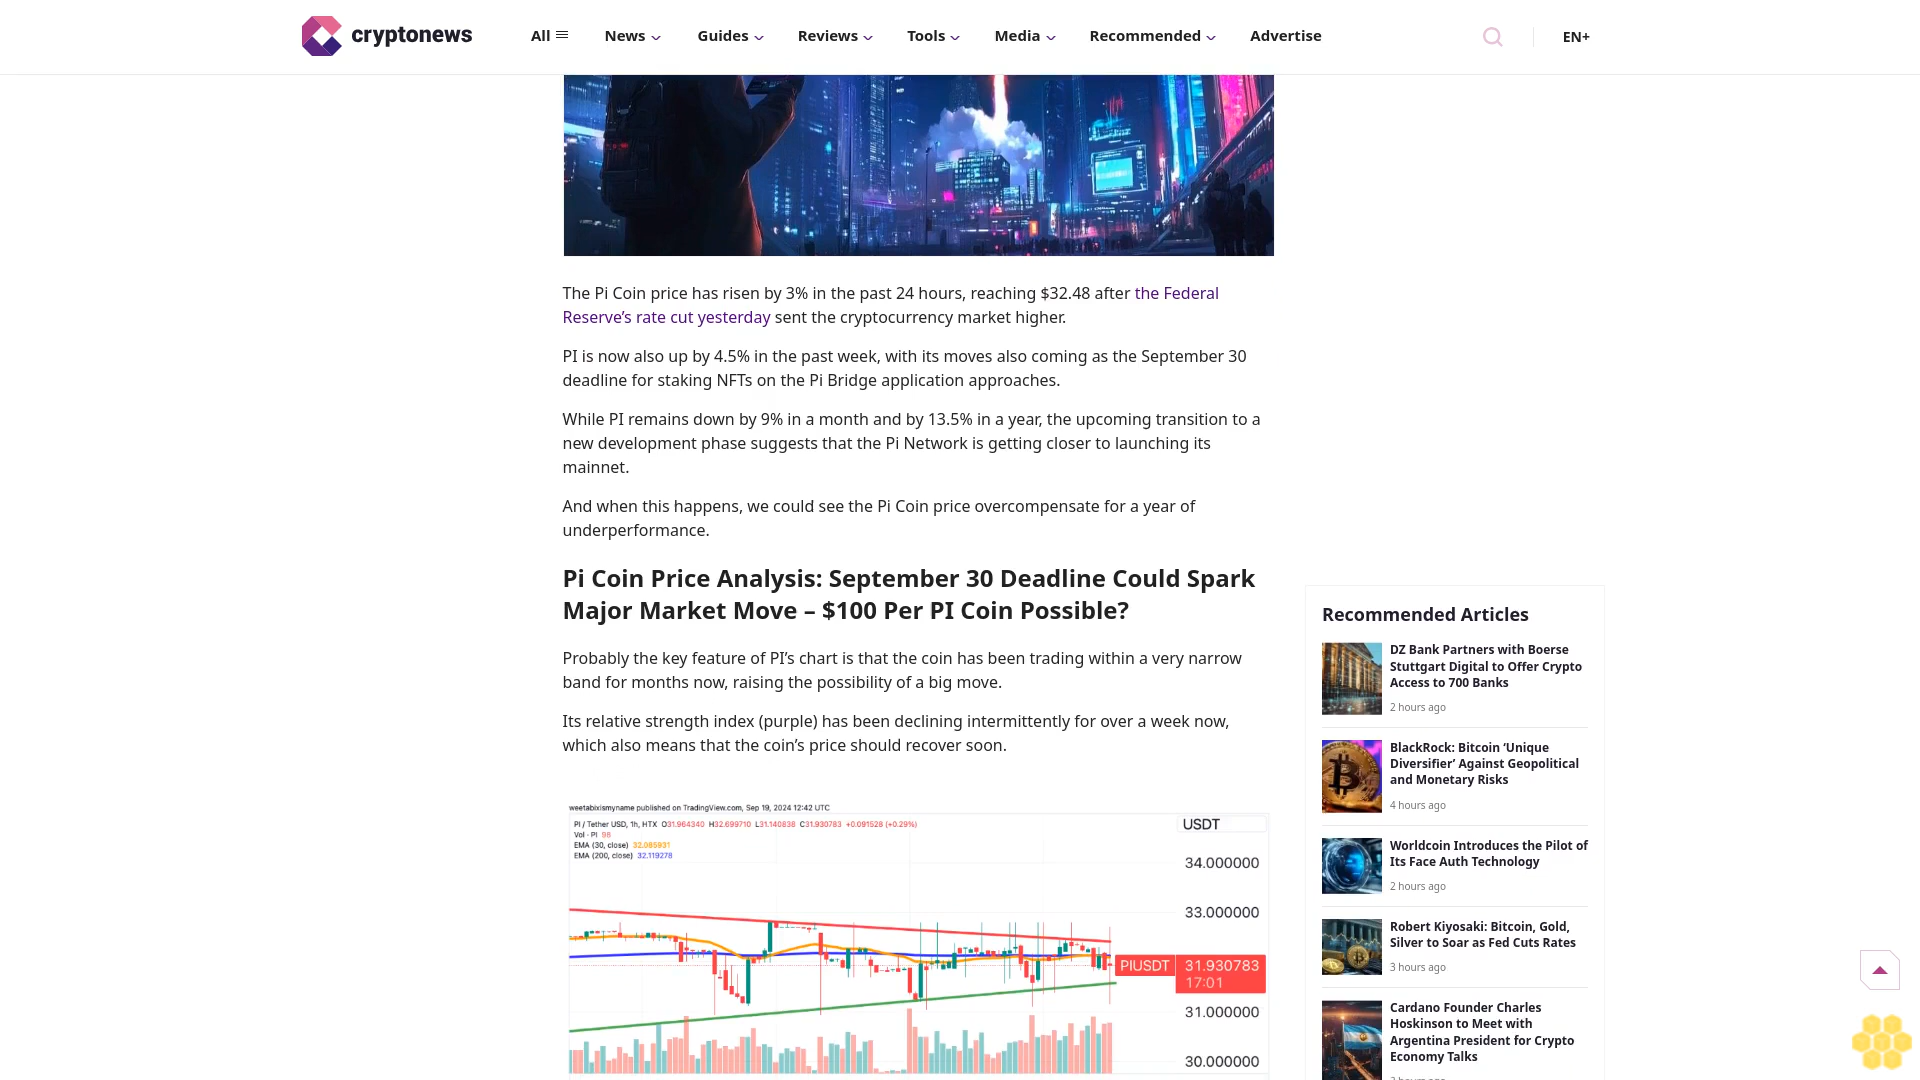 cryptonews
All
News
Guides
Reviews
Tools
Media
Recommended
Advertise
EN+
The Pi Coin price has risen by 3% in the past 24 hours, reaching $32.48 after the Federal
Reserve’s rate cut yesterday sent the cryptocurrency market higher.
PI is now also up by 4.5% in the past week, with its moves also coming as the September 30
deadline for staking NFTs on the Pi Bridge application approaches.
While PI remains down by 9% in a month and by 13.5% in a year, the upcoming transition to a
new development phase suggests that the Pi Network is getting closer to launching its
mainnet.
And when this happens, we could see the Pi Coin price overcompensate for a year of
underperformance.
Pi Coin Price Analysis: September 30 Deadline Could Spark
Major Market Move – $100 Per PI Coin Possible?
Probably the key feature of PI’s chart is that the coin has been trading within a very narrow
band for months now, raising the possibility of a big move.
Its relative strength index (purple) has been declining intermittently for over a week now,
which also means that the coin’s price should recover soon.
weetabixismyname published on TradingView.com, Sep 19, 2024 12:42 UTC
PI / Tether USD, 1h, HTX O31.964340 H32.699710 L31.140838 C31.930783 +0.091528 (+0.29%)
Vol · PI 98
EMA (30, close) 32.085931
EMA (200, close) 32.119278
USDT
34.000000
33.000000
PIUSDT 31.930783
17:01
31.000000
30.000000
Recommended Articles
DZ Bank Partners with Boerse
Stuttgart Digital to Offer Crypto
Access to 700 Banks
2 hours ago
BlackRock: Bitcoin ‘Unique
Diversifier’ Against Geopolitical
and Monetary Risks
4 hours ago
Worldcoin Introduces the Pilot of
Its Face Auth Technology
2 hours ago
Robert Kiyosaki: Bitcoin, Gold,
Silver to Soar as Fed Cuts Rates
3 hours ago
Cardano Founder Charles
Hoskinson to Meet with
Argentina President for Crypto
Economy Talks